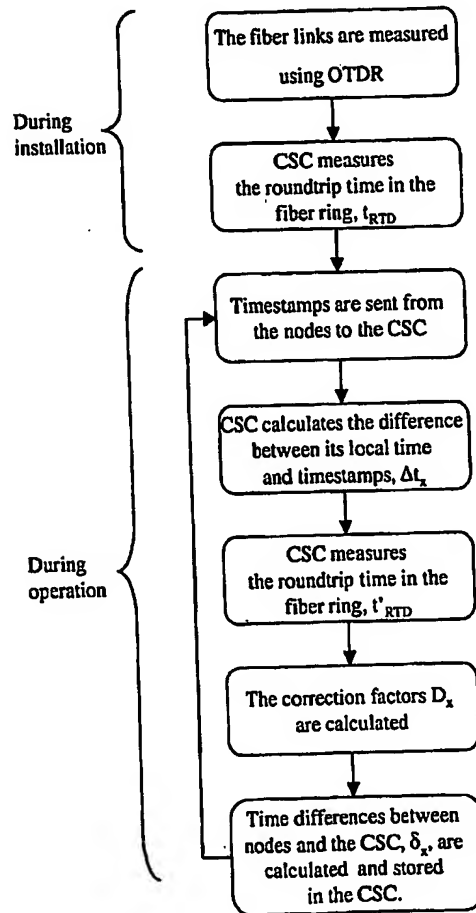 The fiber links are measured
using OTDR
During
installation
CSC measures
the roundtrip time in the
fiber ring, tRTD
Timestamps are sent from
the nodes to the CSC
CSC calculates the difference
between its local time
and timestamps, Δtx
During
operation
CSC measures
the roundtrip time in the
fiber ring, t'RTD
The correction factors Dx
are calculated
Time differences between
nodes and the CSC, δx, are
calculated and stored
in the CSC.